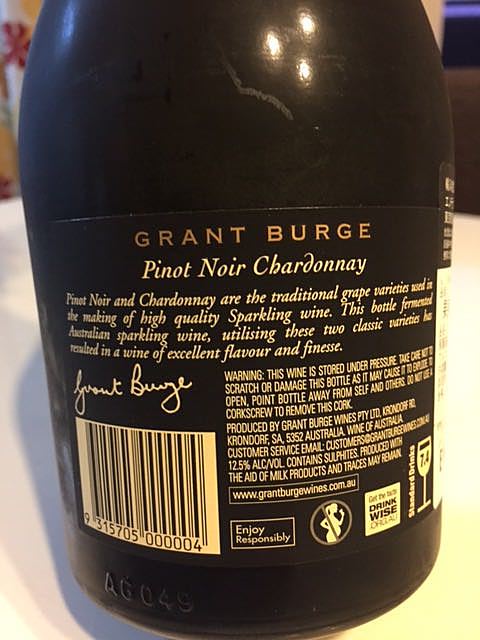 GRANT BURGE
Pinot Noir Chardonnay
Pinot Noir and Chardonnay are the traditional grape varieties used in
the making of high quality Sparkling wine. This bottle fermented
Australian sparkling wine, utilising these two classic varieties has
resulted in a wine of excellent flavour and finesse.
Grant Burge
WARNING: THIS WINE IS STORED UNDER PRESSURE. TAKE CARE NOT TO
SCRATCH OR DAMAGE THIS BOTTLE AS IT MAY CAUSE IT TO EXPLODE. TO
OPEN, POINT BOTTLE AWAY FROM SELF AND OTHERS. DO NOT USE A
CORKSCREW TO REMOVE THIS CORK.
PRODUCED BY GRANT BURGE WINES PTY LTD, KRONDORF RD,
KRONDORF, SA, 5352 AUSTRALIA. WINE OF AUSTRALIA.
CUSTOMER SERVICE EMAIL: CUSTOMERS@GRANTBURGEWINES.COM.AU
12.5% ALC/VOL. CONTAINS SULPHITES. PRODUCED WITH
THE AID OF MILK PRODUCTS AND TRACES MAY REMAIN.
www.grantburgewines.com.au
9 315705 000004
Enjoy
Responsibly
Get the facts
DRINK
WISE
.ORG.AU
7.4
Standard Drinks
AG 049